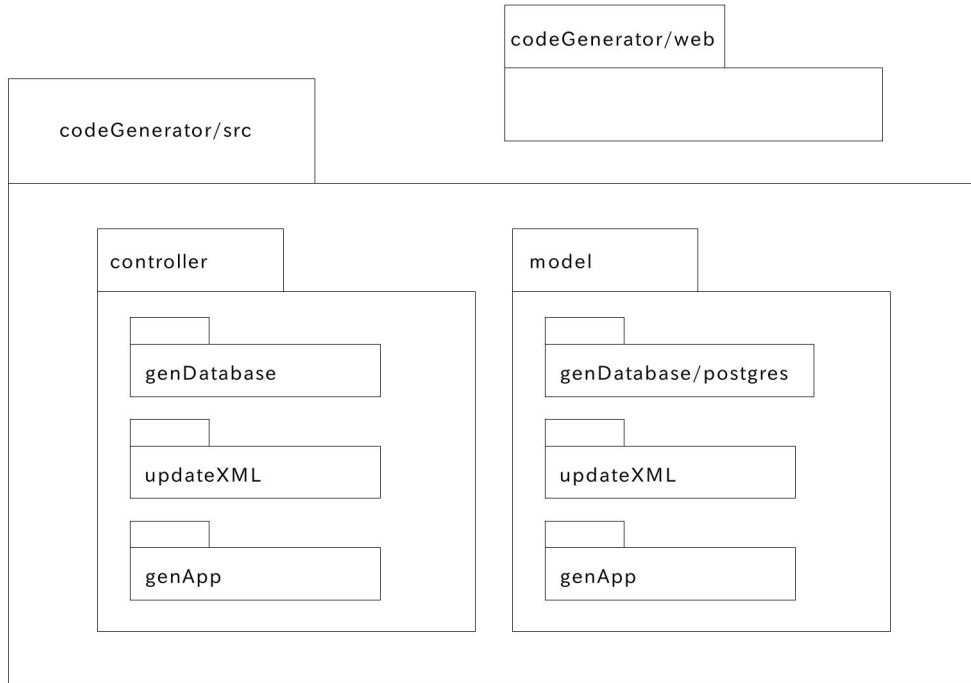 codeGenerator/web
codeGenerator/src
controller
model
genDatabase
genDatabase/postgres
updateXML
updateXML
genApp
genApp